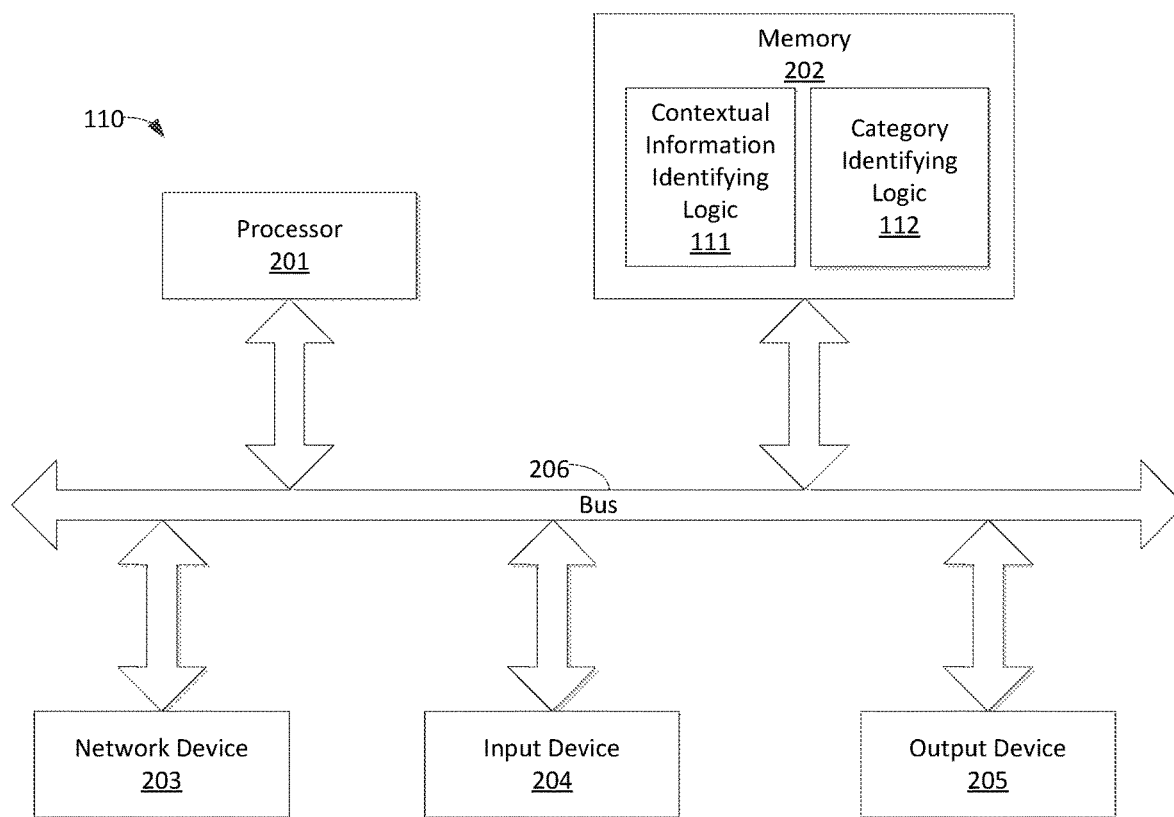 Memory
202
110
Contextual
Information
Identifying
Logic
111
Category
Identifying
Logic
112
Processor
201
206
Bus
Network Device
203
Input Device
204
Output Device
205